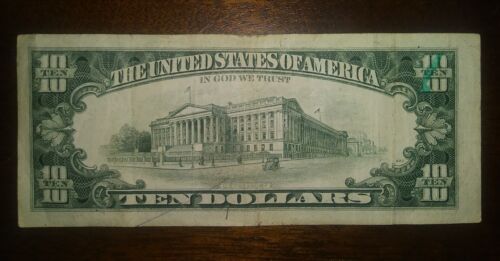 10 TEN 10
THE UNITED STATES OF AMERICA
10 TEN 10
IN GOD WE TRUST
10 TEN 10
TEN DOLLARS
10 TEN 10